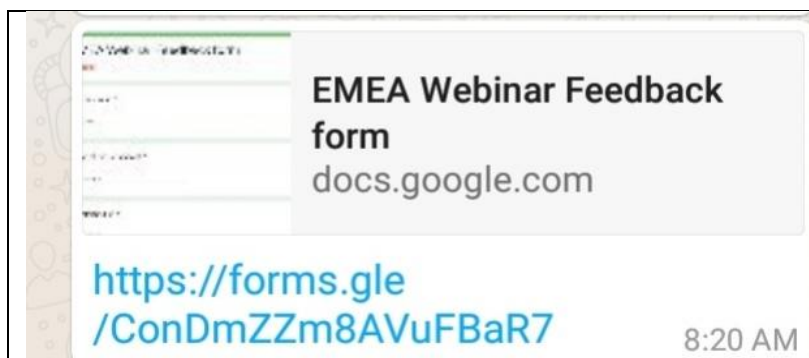 EMEA Webinar Feedback
form
docs.google.com
https://forms.gle
/ConDmZZm8AVuFBaR7
8:20 AM